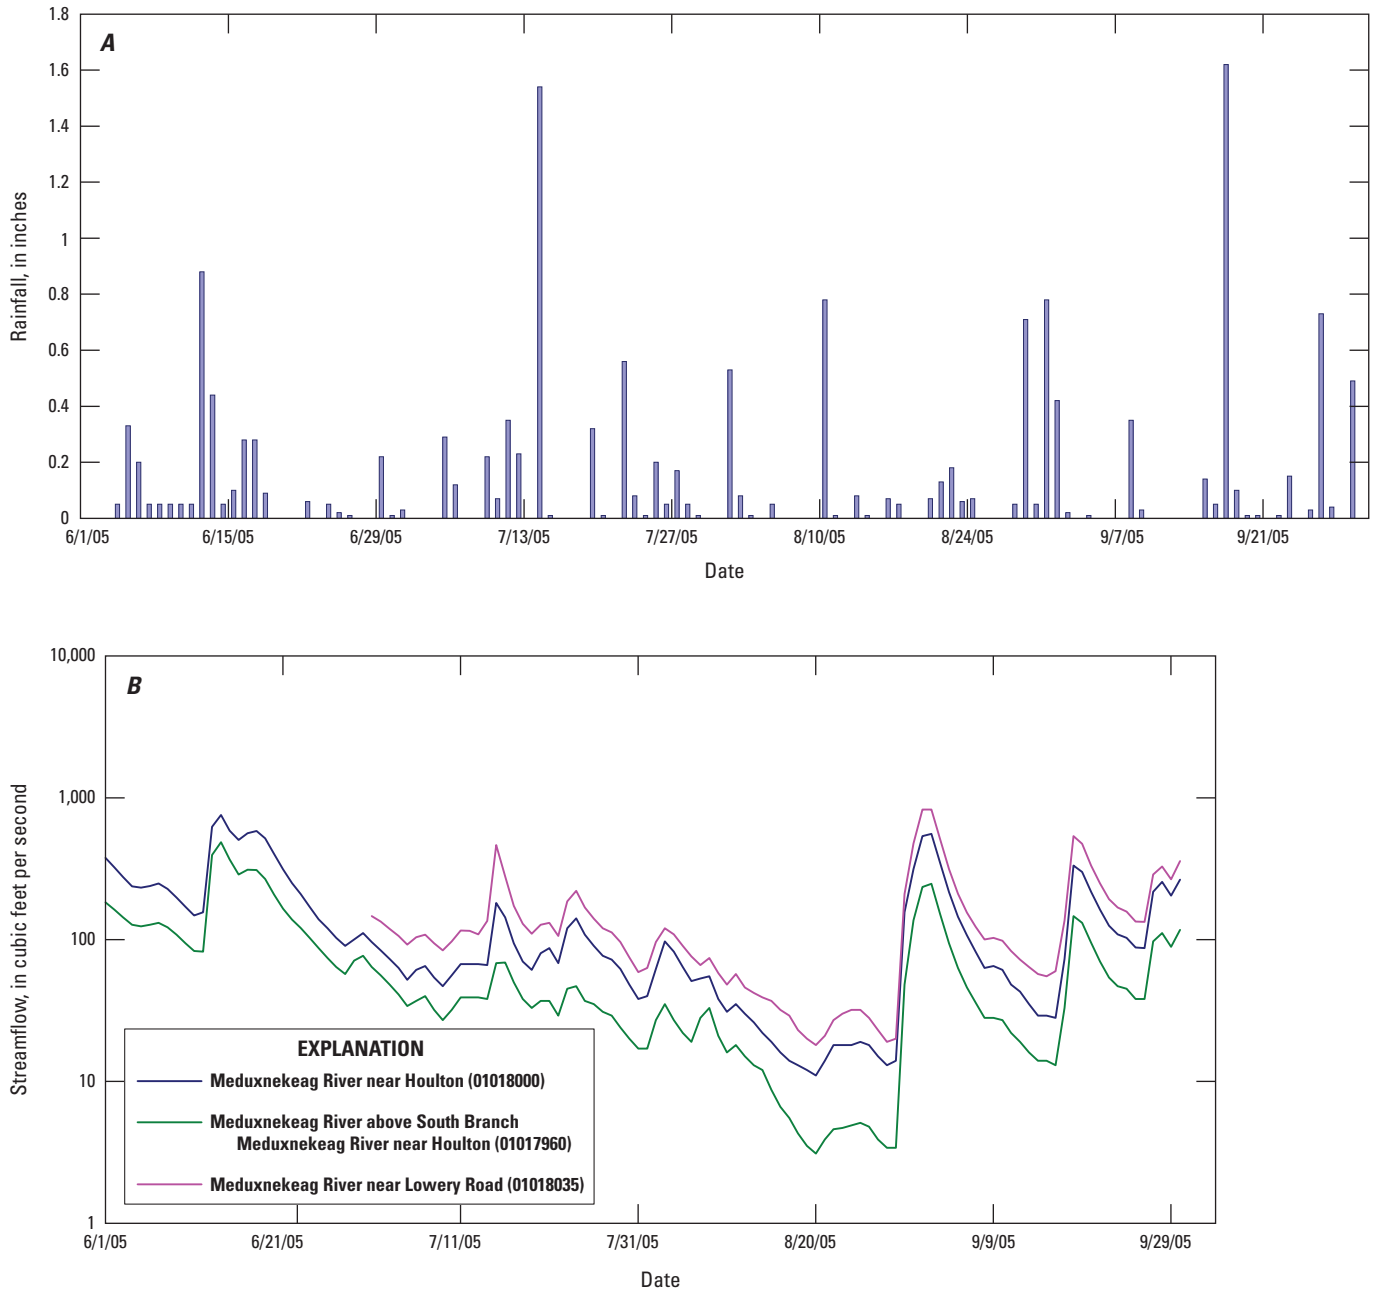 A
1.8
1.6
1.4
1.2
1
0.8
0.6
0.4
0.2
0
Rainfall, in inches
6/1/05 6/15/05 6/29/05 7/13/05 7/27/05 8/10/05 8/24/05 9/7/05 9/21/05
Date
B
10,000
1,000
100
10
1
Streamflow, in cubic feet per second
EXPLANATION
Meduxnekeag River near Houlton (01018000)
Meduxnekeag River above South Branch
Meduxnekeag River near Houlton (01017960)
Meduxnekeag River near Lowery Road (01018035)
6/1/05 6/21/05 7/11/05 7/31/05 8/20/05 9/9/05 9/29/05
Date